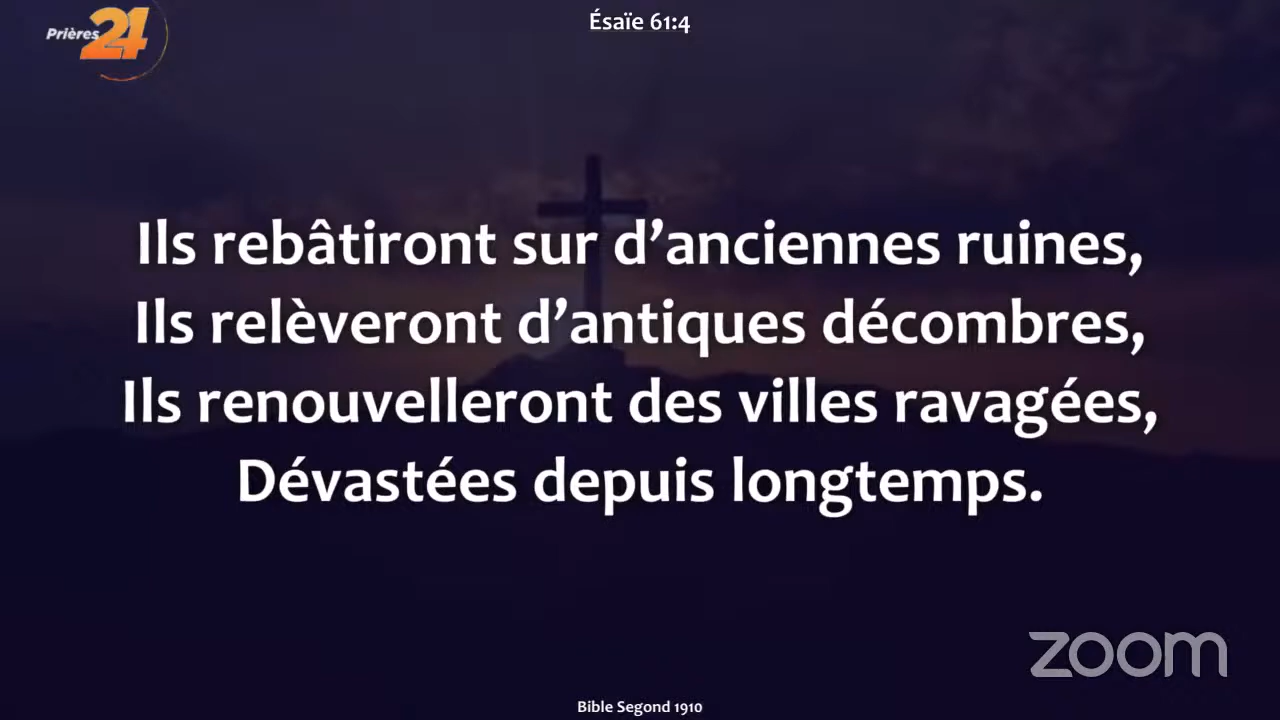 Ésaïe 61:4
Prières 21
Ils rebâtiront sur d’anciennes ruines,
Ils relèveront d’antiques décombres,
Ils renouvelleront des villes ravagées,
Dévastées depuis longtemps.
zoom
Bible Segond 1910